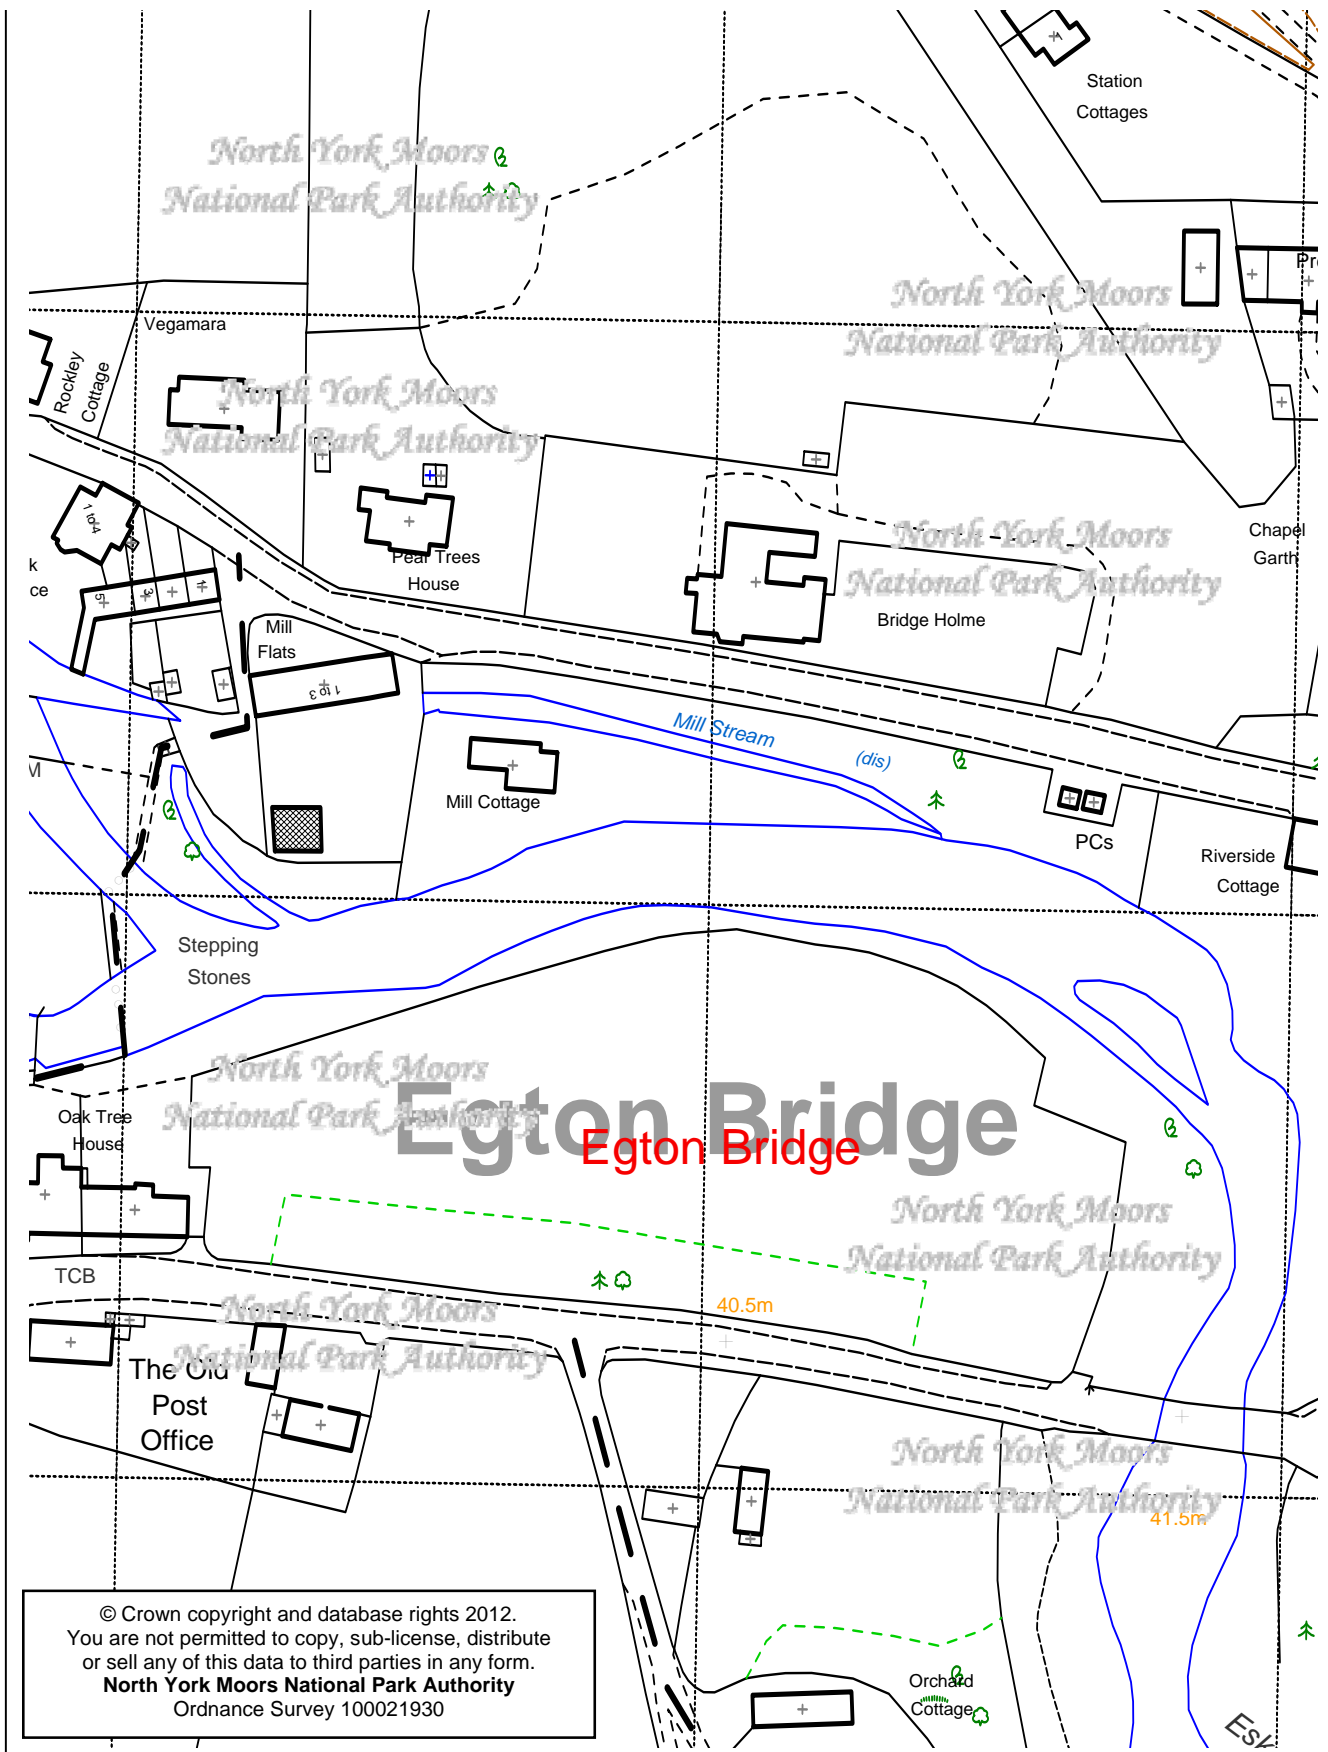 Station
Cottages
North York Moors
National Park Authority
North York Moors
National Park Authority
Vegamara
Rockley
Cottage
North York Moors
National Park Authority
1 to 4
Pear Trees
House
North York Moors
National Park Authority
Chapel
Garth
Bridge Holme
5
3
1
Mill
Flats
1 to 3
Mill Stream
(dis)
Mill Cottage
PCs
Riverside
Cottage
Stepping
Stones
North York Moors
National Park Authority
Egton Bridge
Egton Bridge
Oak Tree
House
North York Moors
National Park Authority
TCB
40.5m
North York Moors
National Park Authority
The Old
Post
Office
North York Moors
National Park Authority
41.5m
Orchard
Cottage
Esk
© Crown copyright and database rights 2012.
You are not permitted to copy, sub-license, distribute
or sell any of this data to third parties in any form.
North York Moors National Park Authority
Ordnance Survey 100021930